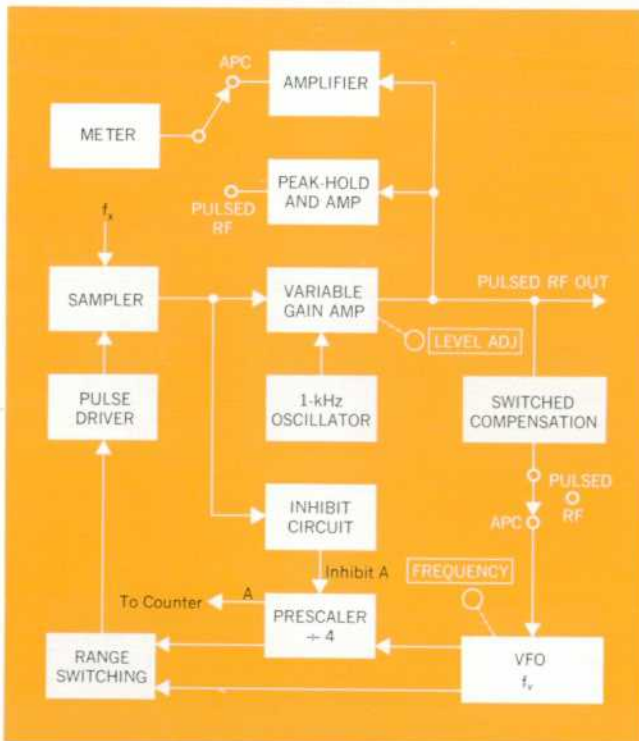 APC
AMPLIFIER
METER
PEAK-HOLD
AND AMP
PULSED
RF
fx
SAMPLER
VARIABLE
GAIN AMP
PULSED RF OUT
LEVEL ADJ
PULSE
DRIVER
1-kHz
OSCILLATOR
SWITCHED
COMPENSATION
PULSED
RF
APC
INHIBIT
CIRCUIT
Inhibit A
FREQUENCY
A
To Counter
PRESCALER
÷ 4
RANGE
SWITCHING
VFO
fv